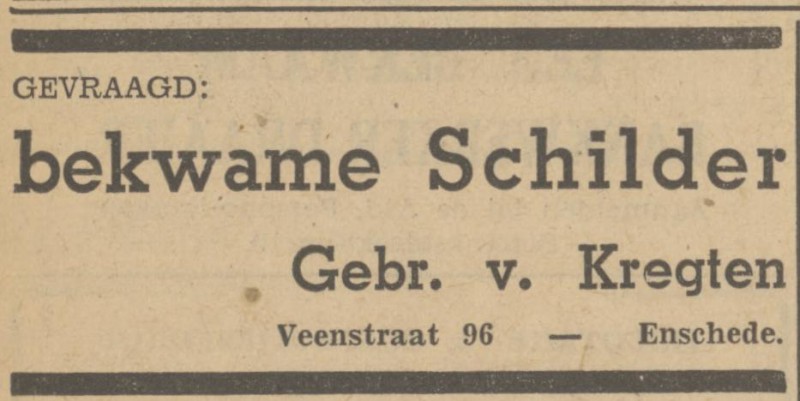 GEVRAAGD:
bekwame Schilder
Gebr. v. Kregten
Veenstraat 96 — Enschede.